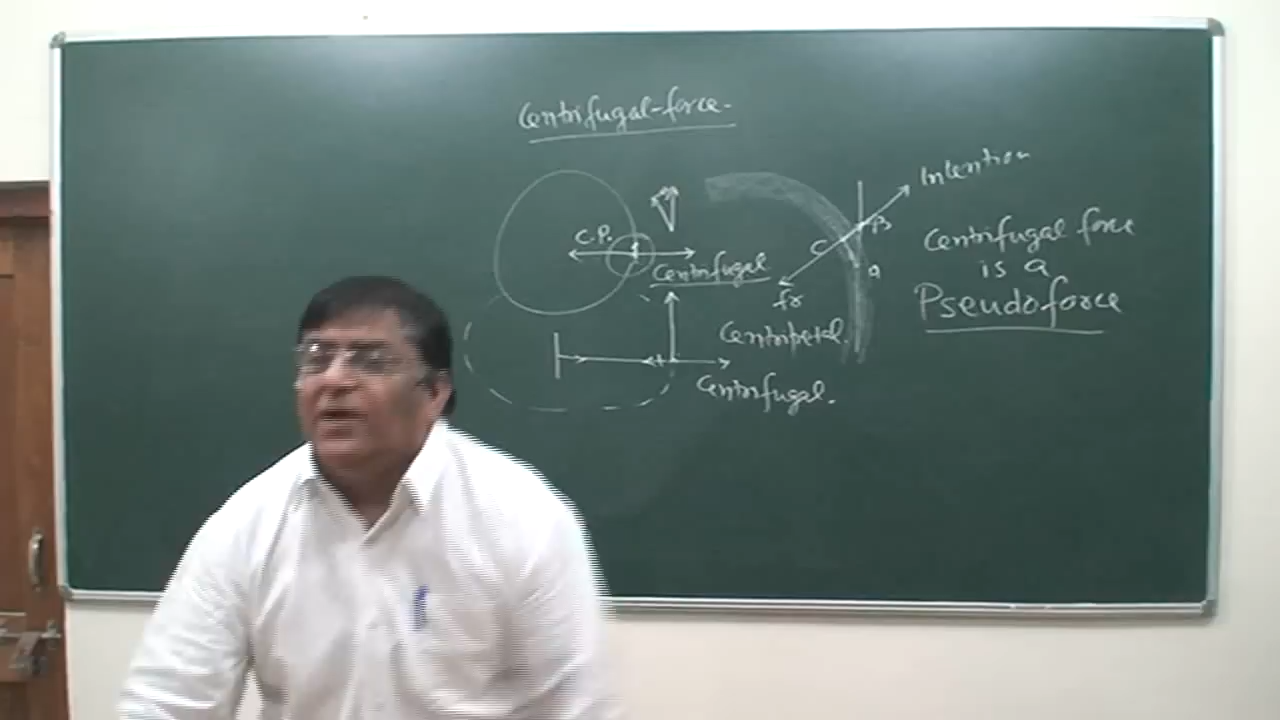 Centrifugal-force-
C.P.
Centrifugal
Intention
B
C
a
fr
Centripetal.
Centrifugal.
Centrifugal force
is a
Pseudoforce